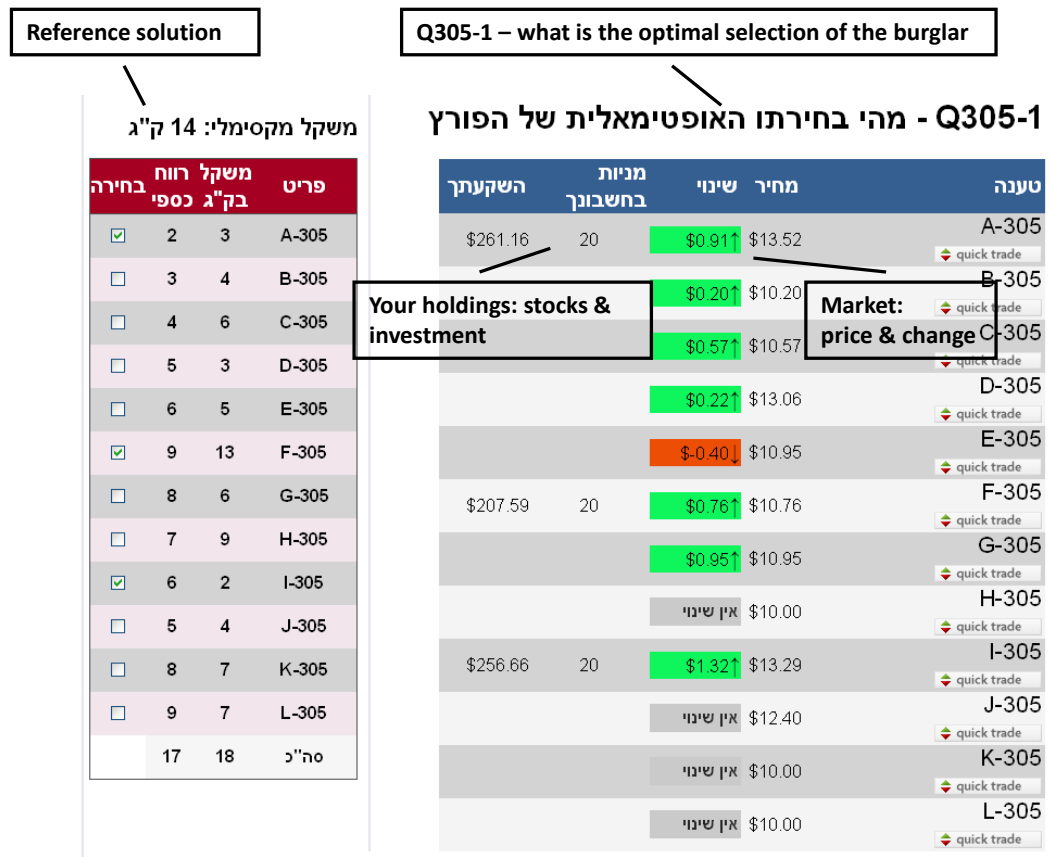 Reference solution
Q305-1 – what is the optimal selection of the burglar
Q305-1 - מהי בחירתו האופטימאלית של הפורץ
טענה מחיר שינוי מניות בחשבונך השקעתך
A-305 $13.52 $0.91↑ 20 $261.16
quick trade
B-305 $10.20 $0.20↑
quick trade
C-305 $10.57 $0.57↑
quick trade
D-305 $13.06 $0.22↑
quick trade
E-305 $10.95 $-0.40↓
quick trade
F-305 $10.76 $0.76↑ 20 $207.59
quick trade
G-305 $10.95 $0.95↑
quick trade
H-305 $10.00 אין שינוי
quick trade
I-305 $13.29 $1.32↑ 20 $256.66
quick trade
J-305 $12.40 אין שינוי
quick trade
K-305 $10.00 אין שינוי
quick trade
L-305 $10.00 אין שינוי
quick trade
Your holdings: stocks &
investment
Market:
price & change
משקל מקסימלי: 14 ק"ג
פריט משקל בק"ג רווח כספי בחירה
A-305 3 2
B-305 4 3
C-305 6 4
D-305 3 5
E-305 5 6
F-305 13 9
G-305 6 8
H-305 9 7
I-305 2 6
J-305 4 5
K-305 7 8
L-305 7 9
סה"כ 18 17